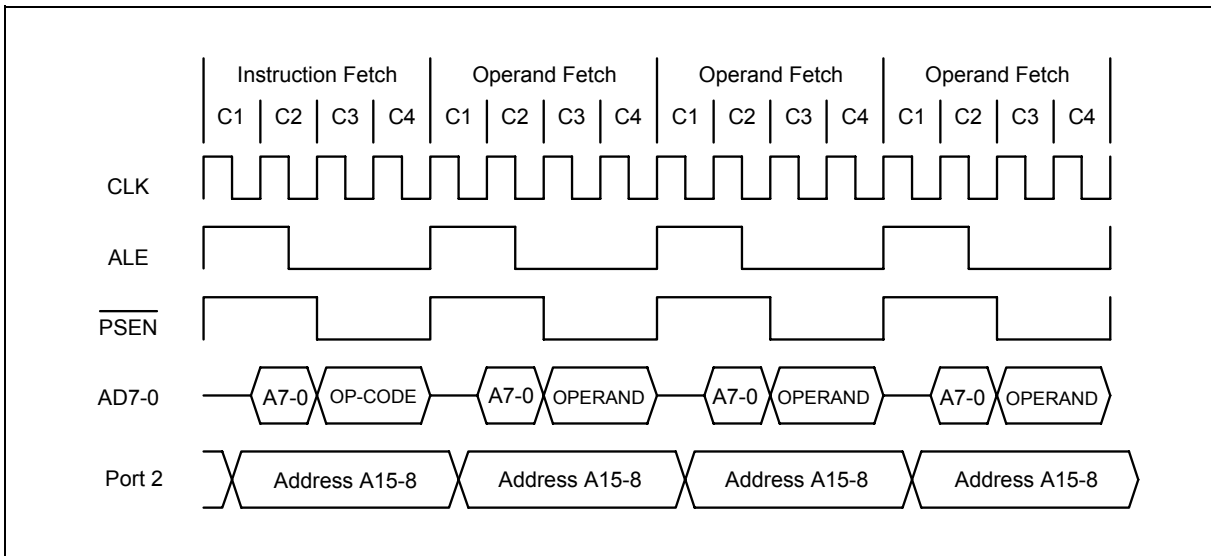 Instruction Fetch Operand Fetch Operand Fetch Operand Fetch
C1 C2 C3 C4 C1 C2 C3 C4 C1 C2 C3 C4 C1 C2 C3 C4
CLK
ALE
PSEN
AD7-0 A7-0 OP-CODE A7-0 OPERAND A7-0 OPERAND A7-0 OPERAND
Port 2 Address A15-8 Address A15-8 Address A15-8 Address A15-8